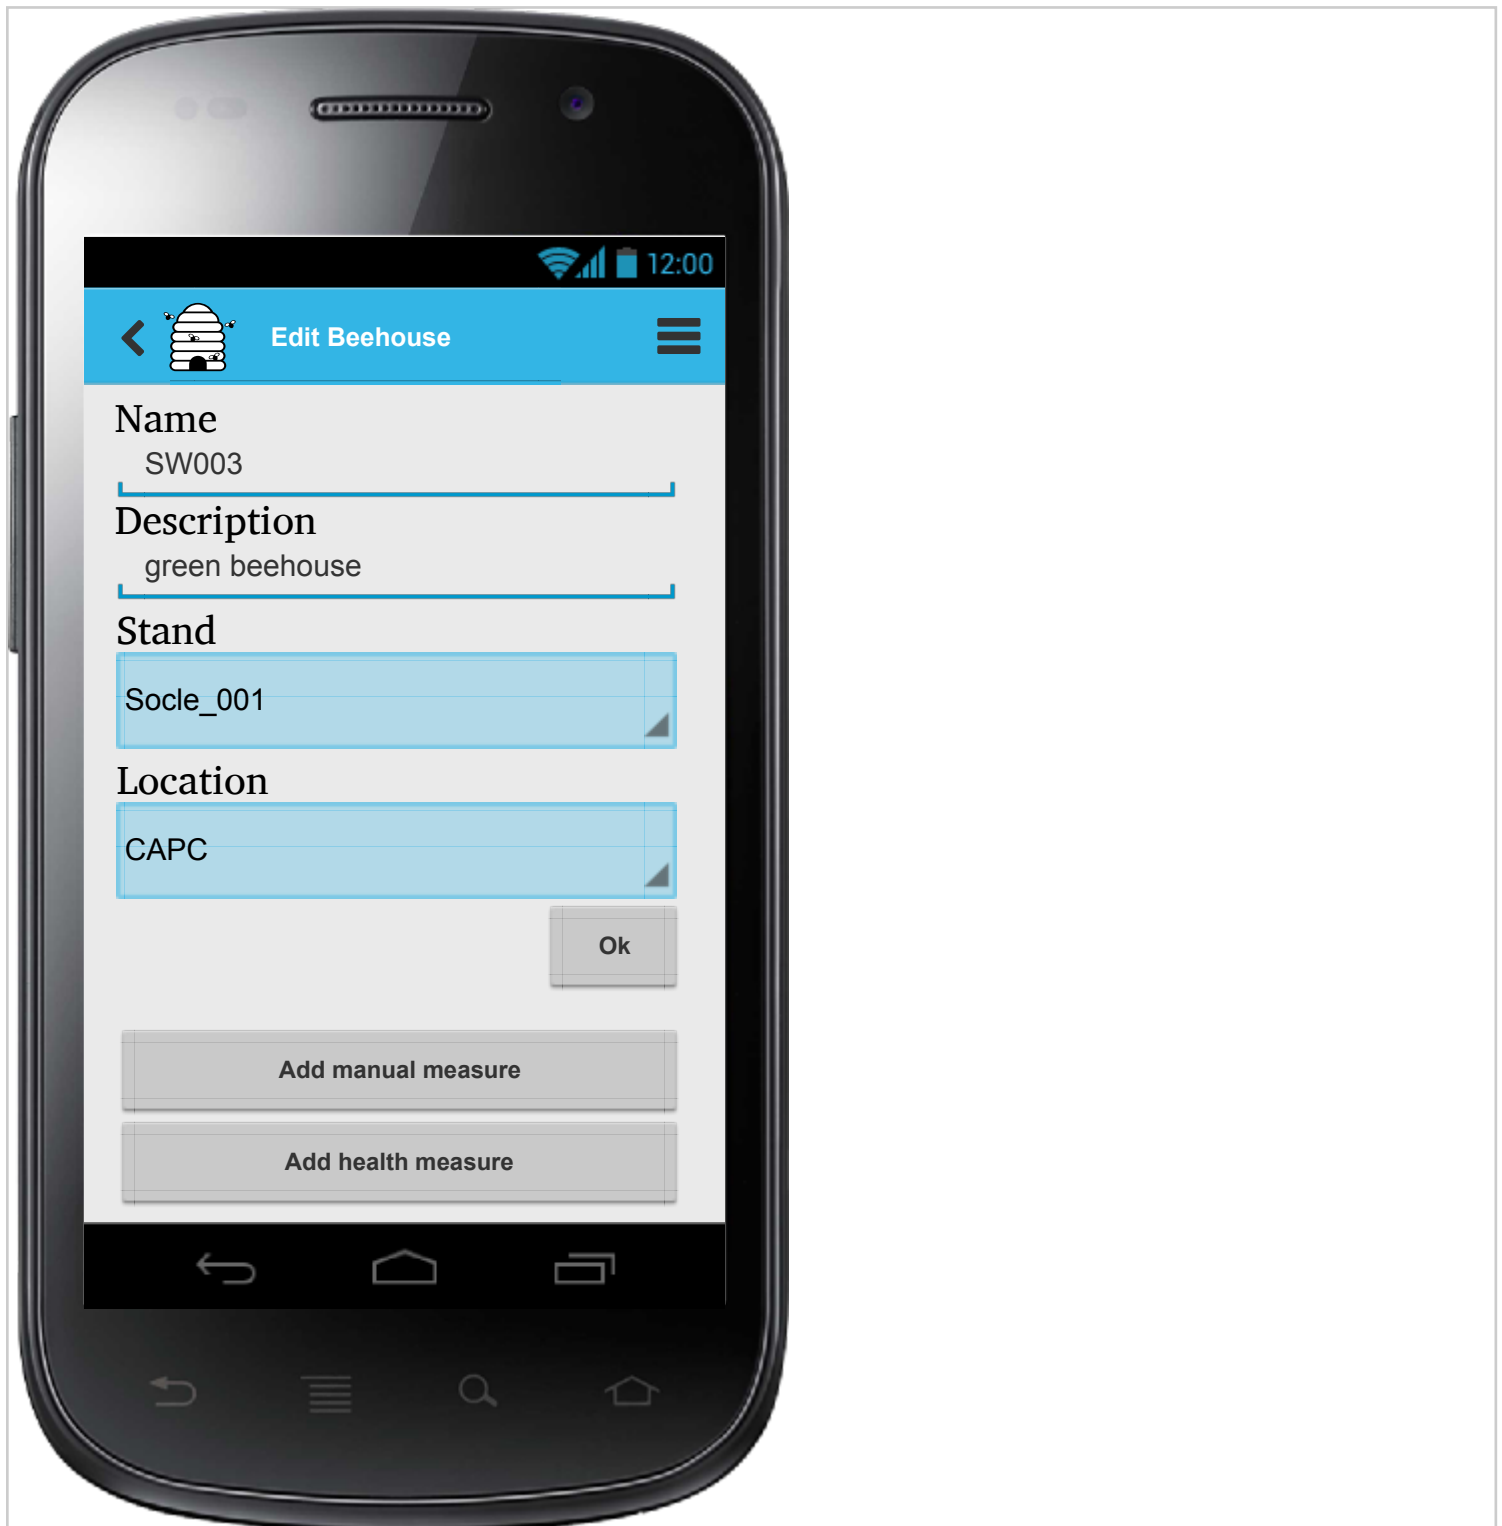 12:00
Edit Beehouse
Name
SW003
Description
green beehouse
Stand
Socle_001
Location
CAPC
Ok
Add manual measure
Add health measure